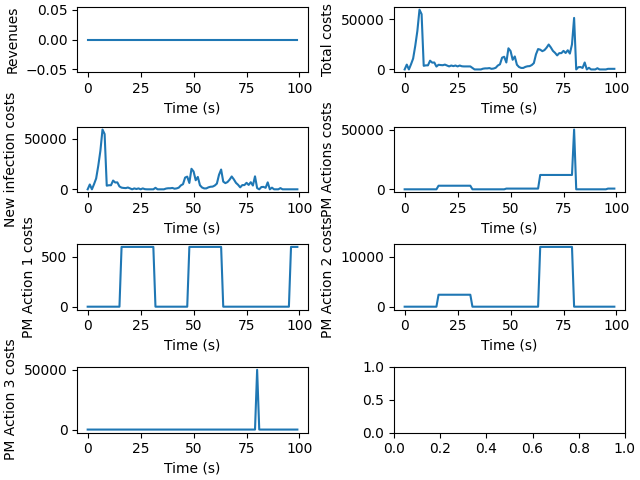 Revenues
0.05
0.00
−0.05
0 25 50 75 100
Time (s)
Total costs
50000
0
0 25 50 75 100
Time (s)
New infection costs
50000
0
0 25 50 75 100
Time (s)
PM Actions costs
50000
0
0 25 50 75 100
Time (s)
PM Action 1 costs
500
0
0 25 50 75 100
Time (s)
PM Action 2 costs
10000
0
0 25 50 75 100
Time (s)
PM Action 3 costs
50000
0
0 25 50 75 100
Time (s)
1.0
0.5
0.0
0.0 0.2 0.4 0.6 0.8 1.0